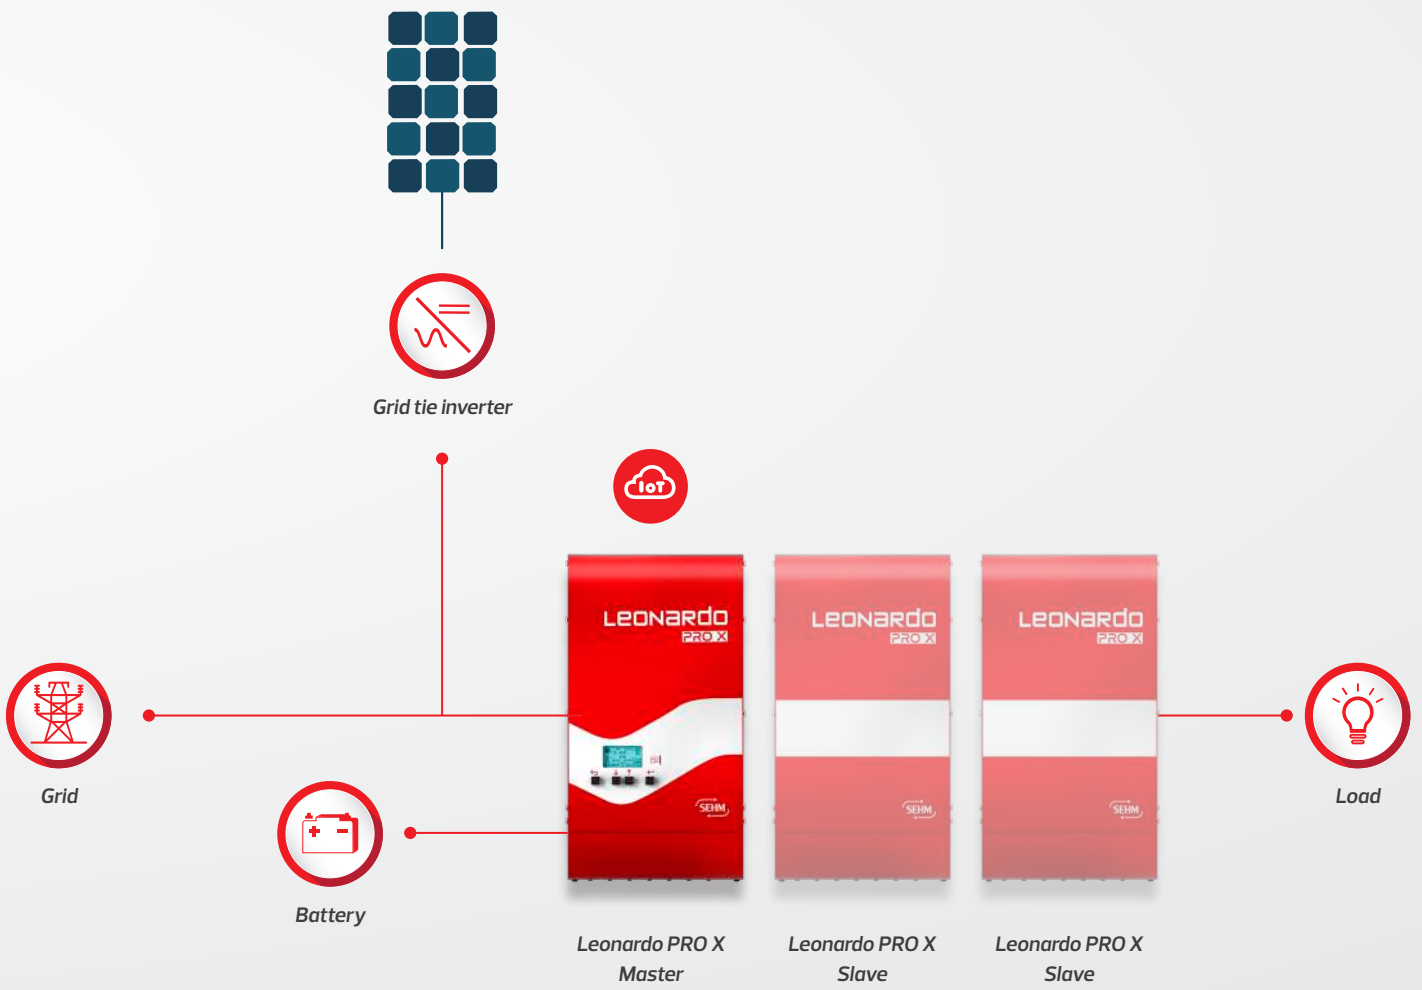 Grid tie inverter
IoT
LEONARDO
PRO X
LEONARDO
PRO X
LEONARDO
PRO X
SEHM
SEHM
SEHM
Grid
Load
Battery
Leonardo PRO X
Master
Leonardo PRO X
Slave
Leonardo PRO X
Slave